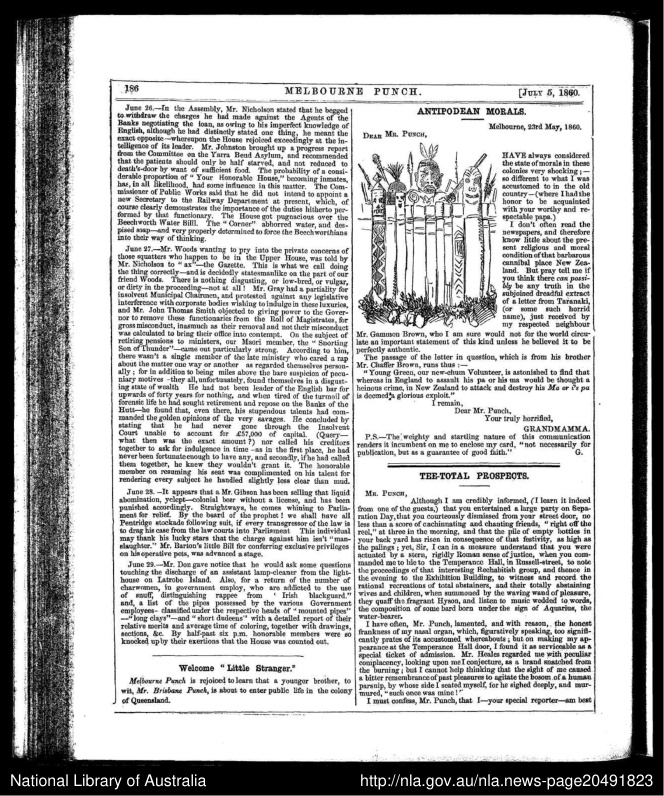 186
MELBOURNE PUNCH.
[JULY 5, 1860.
June 26.—In the Assembly, Mr. Nicholson stated that he begged
to withdraw the charges he had made against the Agents of the
Banks negotiating the loan, as owing to his imperfect knowledge of
English, although he had distinctly stated one thing, he meant the
exact opposite—whereupon the House rejoiced exceedingly at the in-
telligence of its leader. Mr. Johnston brought up a progress report
from the Committee on the Yarra Bend Asylum, and recommended
that the patients should only be half starved, and not reduced to
death's-door by want of sufficient food. The probability of a consi-
derable proportion of "Your Honorable House," becoming inmates,
has, in all likelihood, had some influence in this matter. The Com-
missioner of Public Works said that he did not intend to appoint a
new Secretary to the Railway Department at present, which, of
course clearly demonstrates the importance of the duties hitherto per-
formed by that functionary. The House got pugnacious over the
Beechworth Water Bill. The "Corner" abhorred water, and des-
pised soap—and very properly determined to force the Beechworthians
into their way of thinking.
June 27.—Mr. Woods wanting to pry into the private concerns of
those squatters who happen to be in the Upper House, was told by
Mr. Nicholson to "ax"—the Gazette. This is what we call doing
the thing correctly—and is decidedly statesmanlike on the part of our
friend Woods. There is nothing disgusting, or low-bred, or vulgar,
or dirty in the proceeding—not at all! Mr. Gray had a partiality for
insolvent Municipal Chairmen, and protested against any legislative
interference with corporate bodies wishing to indulge in these luxuries,
and Mr. John Thomas Smith objected to giving power to the Gover-
nor to remove these functionaries from the Roll of Magistrates, for
gross misconduct, inasmuch as their removal and not their misconduct
was calculated to bring their office into contempt. On the subject of
retiring pensions to ministers, our Maori member, the "Snorting
Son of Thunder"—came out particularly strong. According to him,
there wasn't a single member of the late ministry who cared a rap
about the matter one way or another as regarded themselves person-
ally; for in addition to being miles above the bare suspicion of pecu-
niary motives—they all, unfortunately, found themselves in a disgust-
ing state of wealth. He had not been leader of the English bar for
upwards of forty years for nothing, and when tired of the turmoil of
forensic life he had sought retirement and repose on the Banks of the
Hutt—he found that, even there, his stupendous talents had com-
manded the golden opinions of the very savages. He concluded by
stating that he had never gone through the Insolvent
Court unable to account for £57,000 of capital. (Query—
what then was the exact amount?) nor called his creditors
together to ask for indulgence in time—as in the first place, he had
never been fortunate enough to have any, and secondly, if he had called
them together, he knew they wouldn't grant it. The honorable
member on resuming his seat was complimented on his talent for
rendering every subject he handled slightly less clear than mud.
June 28.—It appears that a Mr. Gibson has been selling that liquid
abomination, yclept—colonial beer without a license, and has been
punished accordingly. Straightways, he comes whining to Parlia-
ment for relief. By the beard of the prophet! we shall have all
Pentridge stockade following suit, if every transgressor of the law is
to drag his case from the law courts into Parliament This individual
may thank his lucky stars that the charge against him isn't "man-
slaughter." Mr. Barton's little Bill for conferring exclusive privileges
on his operative pets, was advanced a stage.
June 29.—Mr. Don gave notice that he would ask some questions
touching the discharge of an assistant lamp-cleaner from the light-
house on Latrobe Island. Also, for a return of the number of
charwomen, in government employ, who are addicted to the use
of snuff, distinguishing rappee from 'Irish blackguard."
and, a list of the pipes possessed by the various Government
employees—classified under the respective heads of "mounted pipes"
—"long clays"—and "short dudeens" with a detailed report of their
relative merits and average time of coloring, together with drawings,
sections, &c. By half-past six p.m. honorable members were so
knocked up by their exertions that the House was counted out.
Welcome "Little Stranger."
Melbourne Punch is rejoiced to learn that a younger brother, to
wit, Mr. Brisbane Punch, is about to enter public life in the colony
of Queensland.
ANTIPODEAN MORALS.
Melbourne, 23rd May, 1860.
DEAR MR. PUNCH,
HAVE always considered
the state of morals in these
colonies very shocking;—
so different to what I was
accustomed to in the old
country—(where I had the
honor to be acquainted
with your worthy and re-
spectable papa.)
I don't often read the
newspapers, and therefore
know little about the pre-
sent religious and moral
condition of that barbarous
cannibal place New Zea-
land. But pray tell me if
you think there can possi-
bly be any truth in the
subjoined dreadful extract
of a letter from Taranaki,
(or some such horrid
name), just received by
my respected neighbour
Mr. Gammon Brown, who I am sure would not for the world circu-
late an important statement of this kind unless he believed it to be
perfectly authentic.
The passage of the letter in question, which is from his brother
Mr. Chaffer Brown, runs thus:—
"Young Green, our new-chum Volunteer, is astonished to find that
whereas in England to assault his pa or his ma would be thought a
heinous crime, in New Zealand to attack and destroy his Ma or i's pa
is deemed a glorious exploit."
I remain,
Dear Mr. Punch,
Your truly horrified,
GRANDMAMMA.
P.S.—The weighty and startling nature of this communication
renders it incumbent on me to enclose my card, "not necessarily for
publication, but as a guarantee of good faith."
G.
TEE-TOTAL PROSPECTS.
MR. PUNCH,
Although I am credibly informed, (I learn it indeed
from one of the guests,) that you entertained a large party on Sepa-
ration Day, that you courteously dismissed from your street door, no
less than a score of cachinnating and chanting friends, "right off the
reel," at three in the morning, and that the pile of empty bottles in
your back yard has risen in consequence of that festivity, as high as
the palings; yet, Sir, I can in a measure understand that you were
actuated by a stern, rigidly Roman sense of justice, when you com-
manded me to hie to the Temperance Hall, in Russell-street, so note
the proceedings of that interesting Rechabitish group, and thence in
the evening to the Exhibition Building, to witness and record the
rational recreations of total abstainers, and their totally abstaining
wives and children, when summoned by the waving wand of pleasure,
they quaff the fragrant Hyson, and listen to music wedded to words,
the composition of some bard born under the sign of Aquarius, the
water-bearer.
I have often, Mr. Punch, lamented, and with reason, the honest
frankness of my nasal organ, which, figuratively speaking, too signifi-
cantly prates of its accustomed whereabouts; but on making my ap-
pearance at the Temperance Hall door, I found it as serviceable as a
special ticket of admission. Mr. Heales regarded me with peculiar
complacency, looking upon me I conjecture, as a brand snatched from
the burning; but I cannot help thinking that the sight of me caused
a bitter remembrance of past pleasures to agitate the bosom of a human
parsnip, by whose side I seated myself, for he sighed deeply, and mur-
mured, "such once was mine!"
I must confess, Mr. Punch, that I—your special reporter—am best
National Library of Australia
http://nla.gov.au/nla.news-page20491823